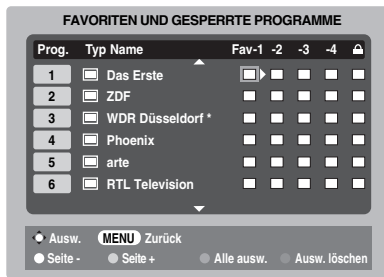 FAVORITEN UND GESPERRTE PROGRAMME
Prog. Typ Name Fav-1 -2 -3 -4
1 Das Erste
2 ZDF
3 WDR Düsseldorf *
4 Phoenix
5 arte
6 RTL Television
Ausw. MENU Zurück
Seite - Seite + Alle ausw. Ausw. löschen